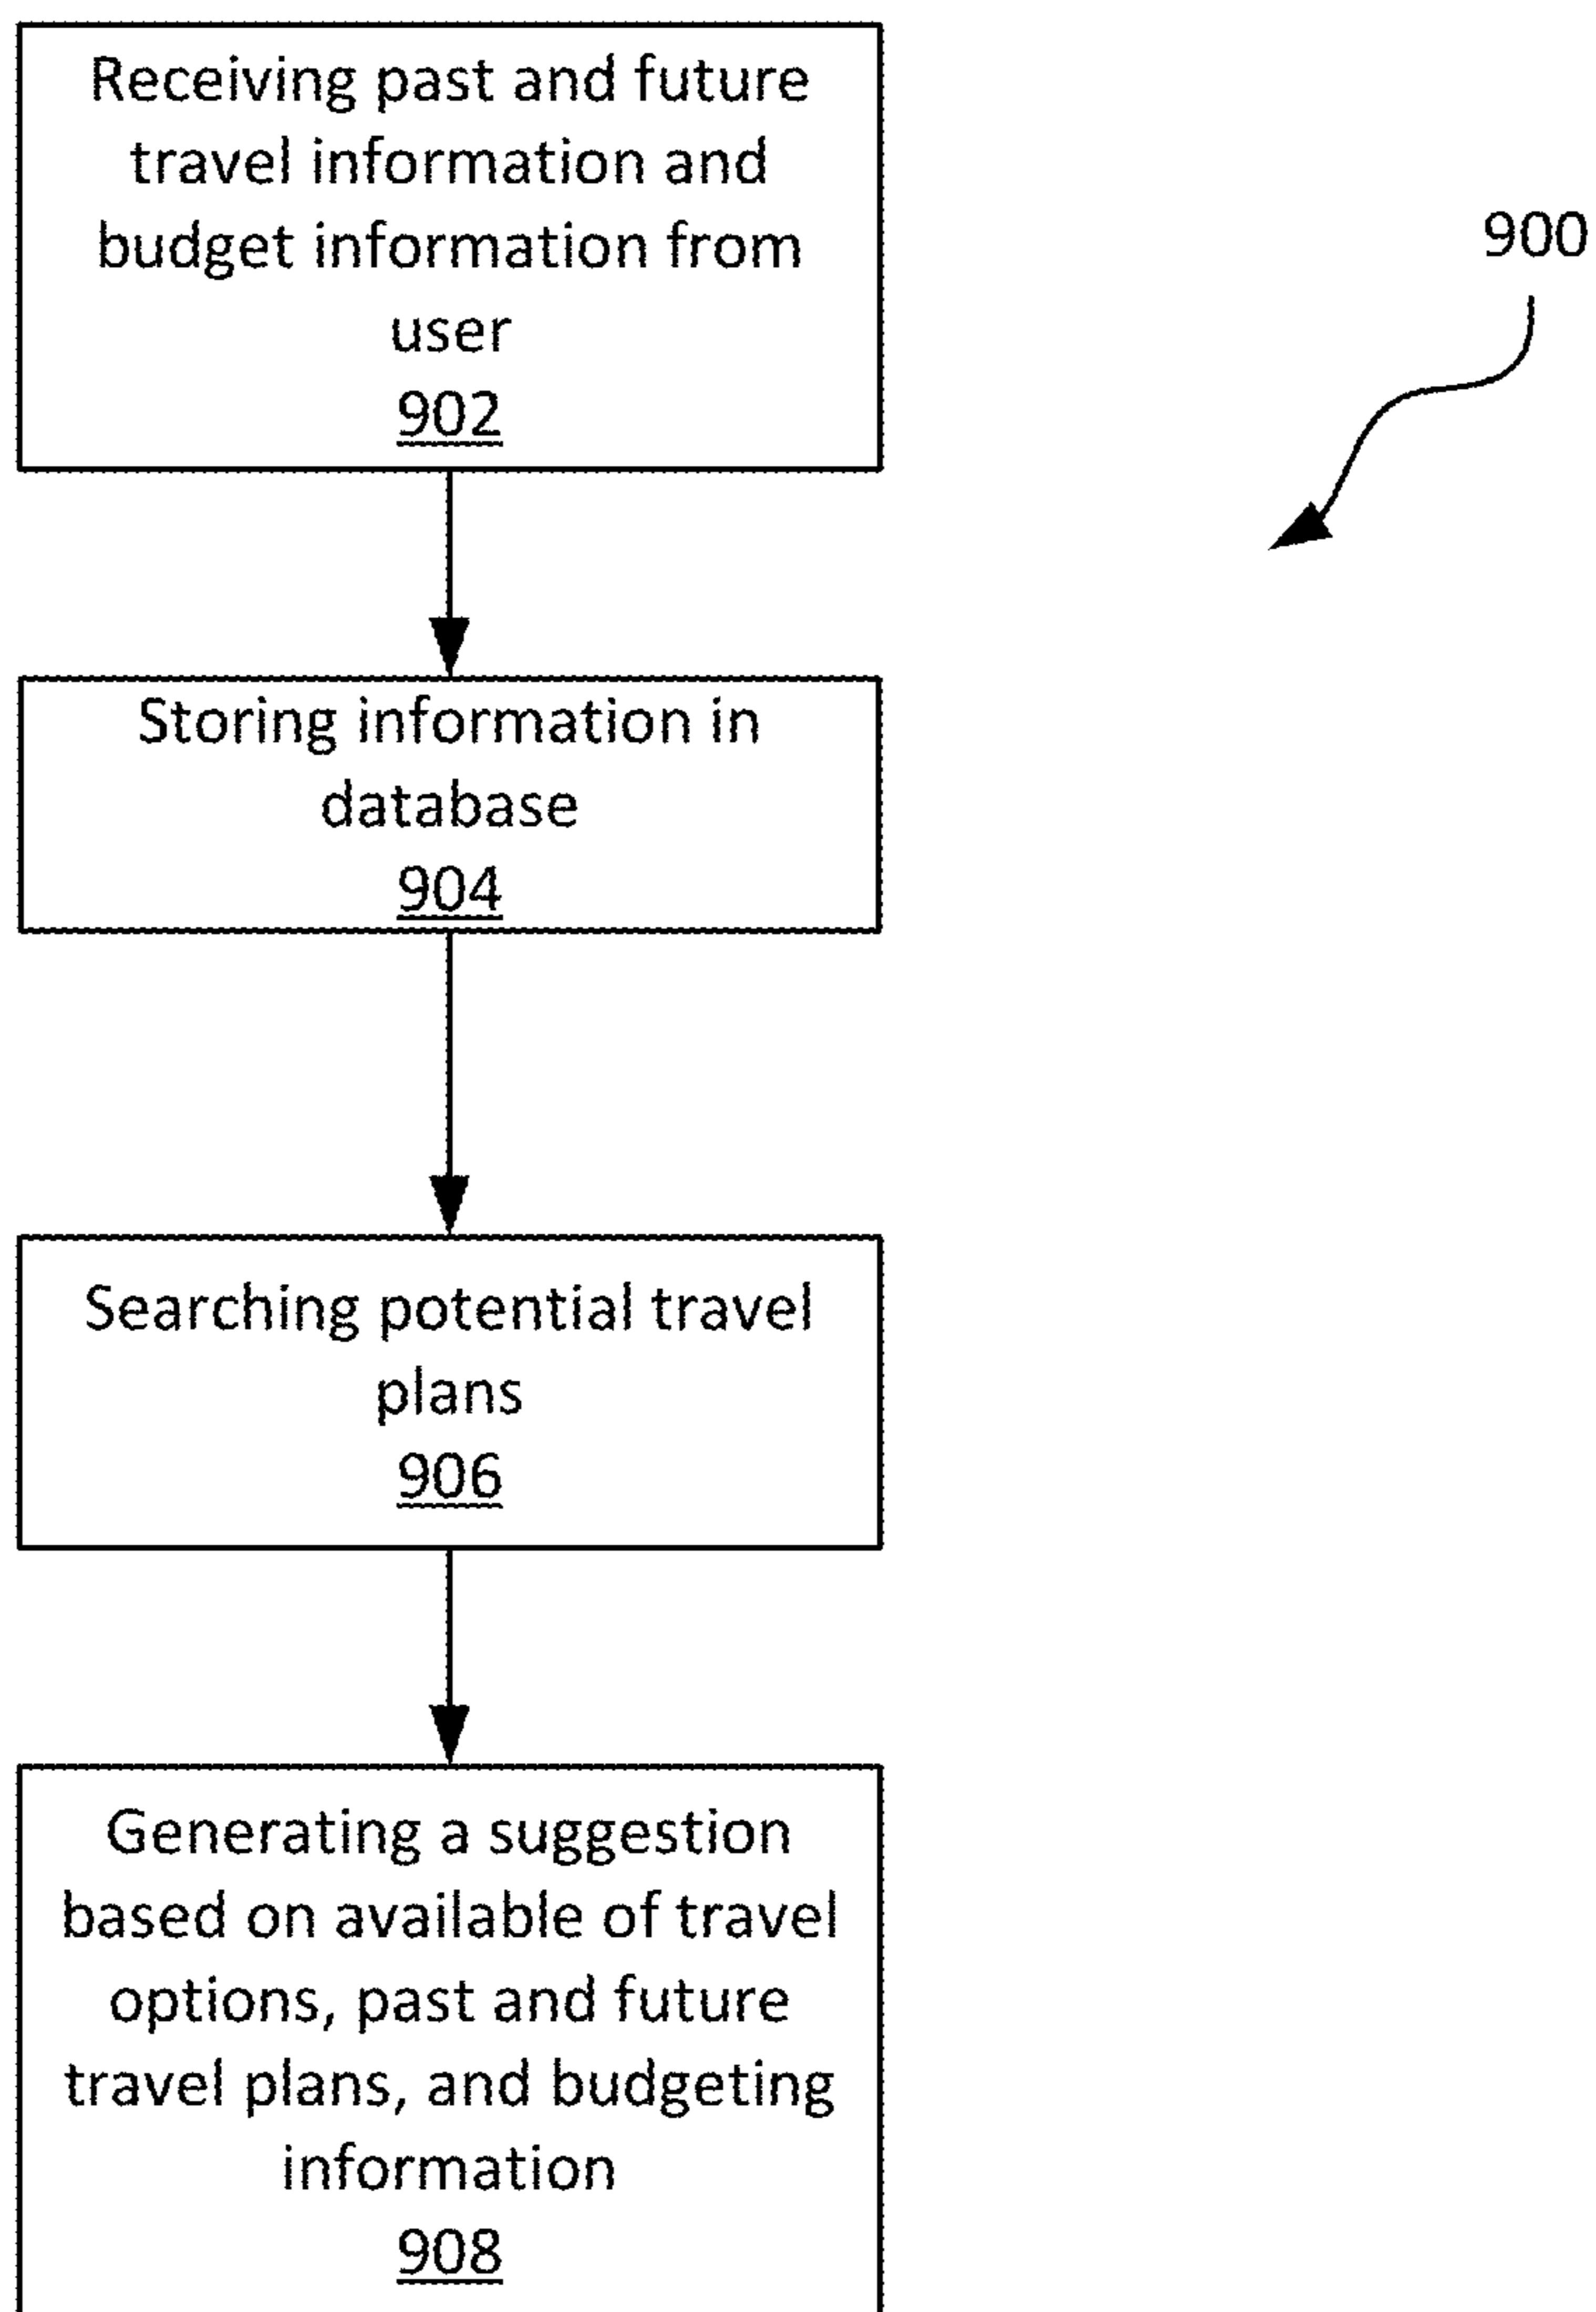 Receiving past and future
travel information and
budget information from
user
902
900
Storing information in
database
904
Searching potential travel
plans
906
Generating a suggestion
based on available of travel
options, past and future
travel plans, and budgeting
information
908